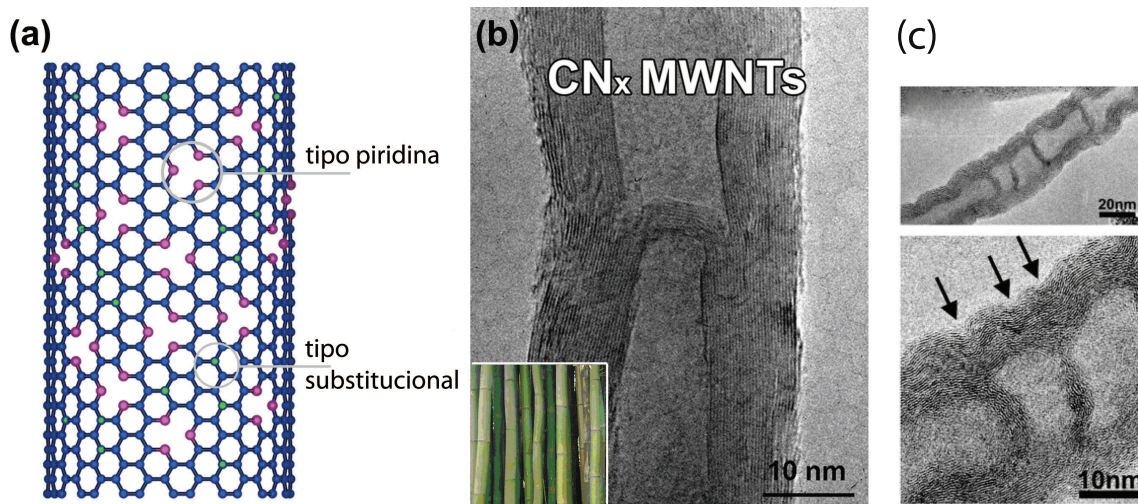 (a)
tipo piridina
tipo
substitucional
(b)
CNx MWNTs
10 nm
(c)
20nm
10nm